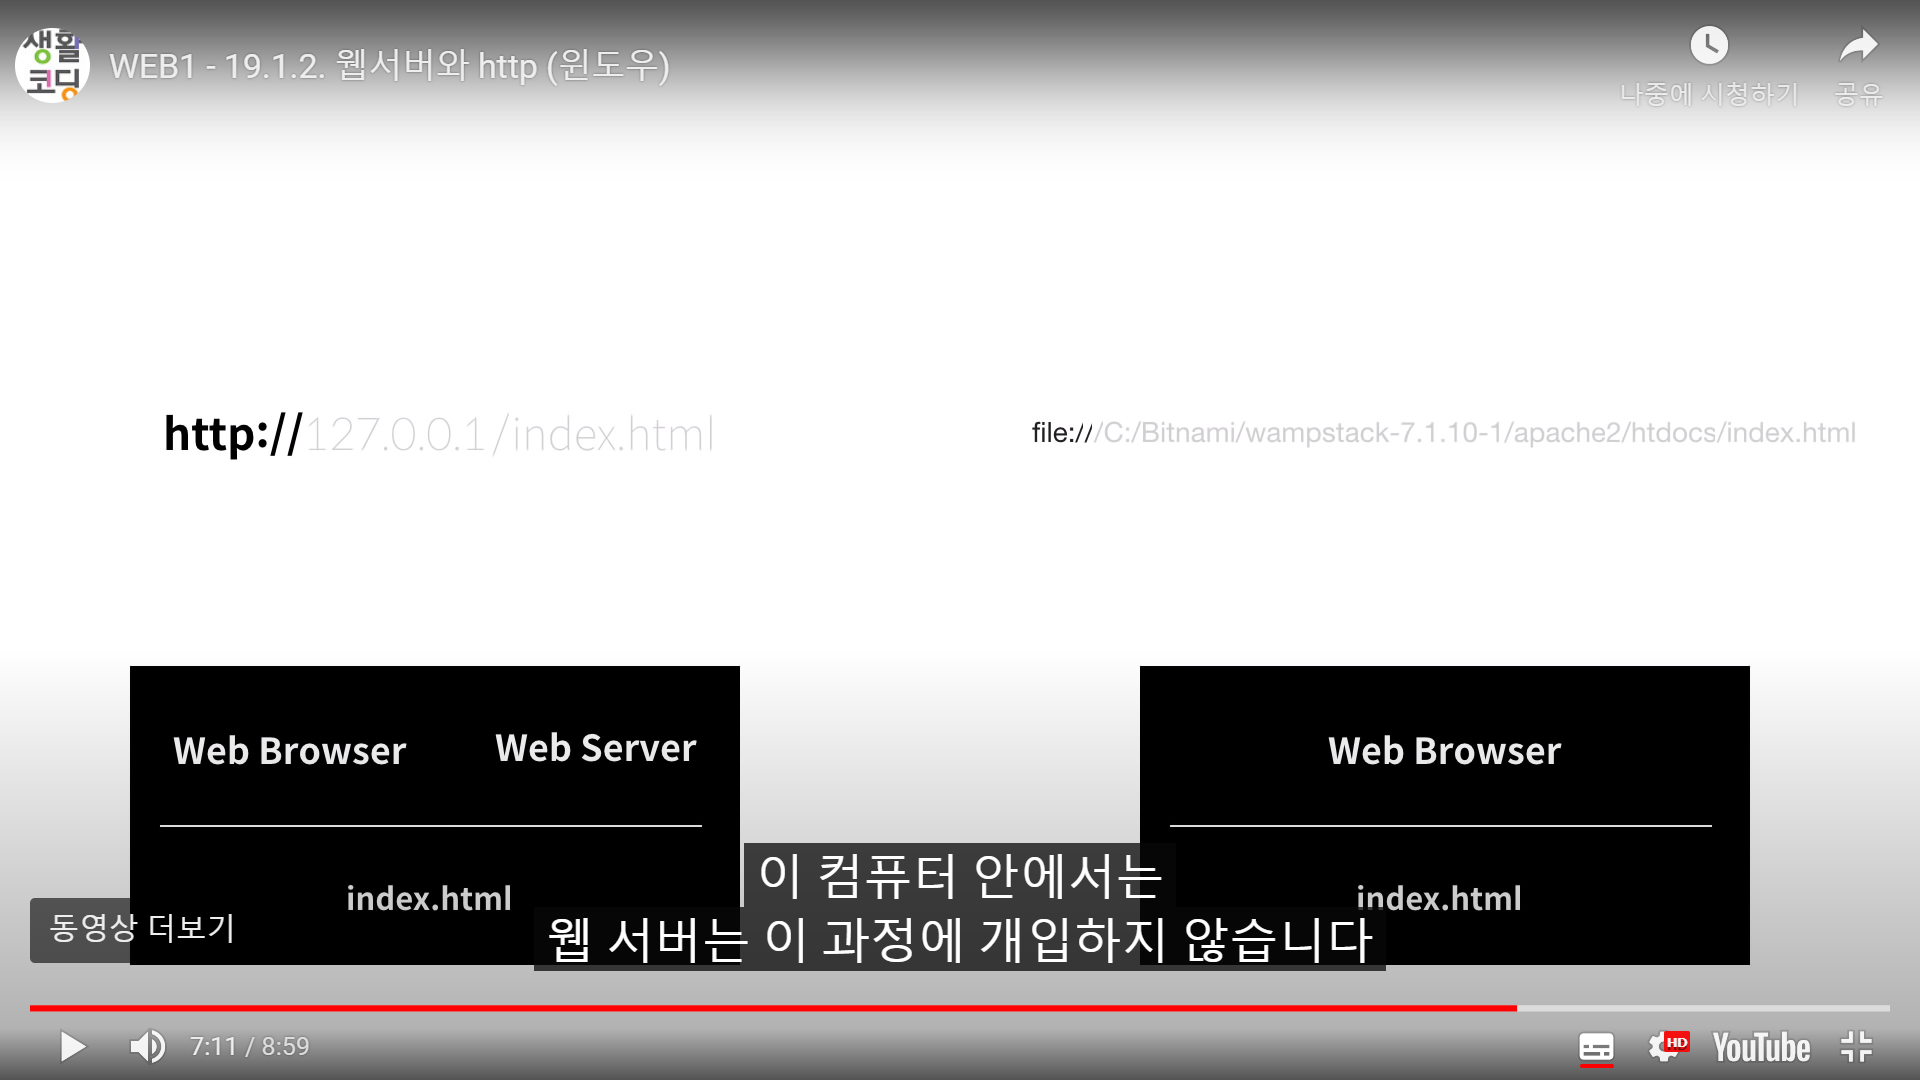 생활
코딩
WEB1 - 19.1.2. 웹서버와 http (윈도우)
나중에 시청하기
공유
http://127.0.0.1/index.html
file:///C:/Bitnami/wampstack-7.1.10-1/apache2/htdocs/index.html
Web Browser
Web Server
index.html
Web Browser
index.html
이 컴퓨터 안에서는
웹 서버는 이 과정에 개입하지 않습니다
동영상 더보기
7:11 / 8:59
HD
YouTube